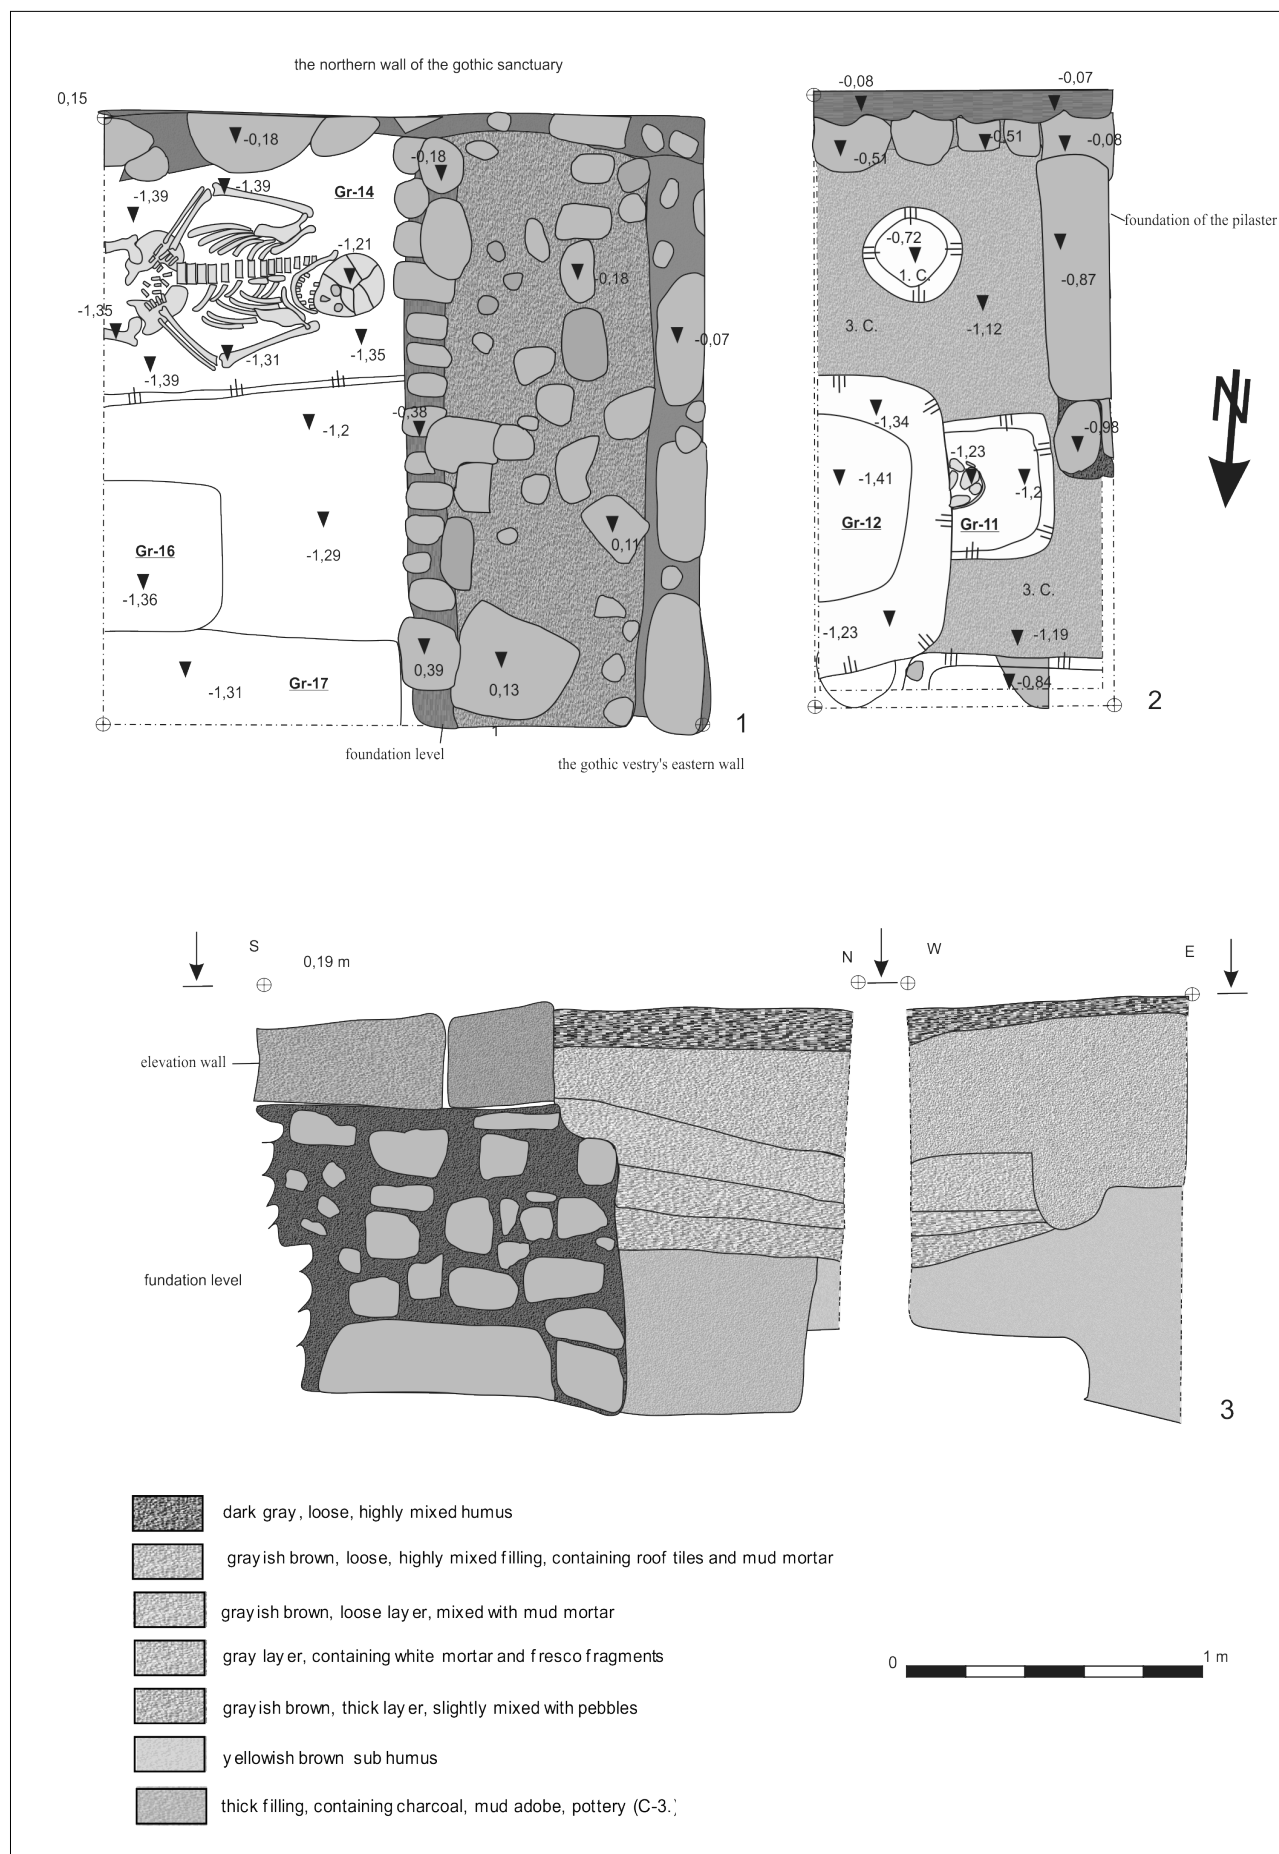 the northern wall of the gothic sanctuary
0,15
-0,18
-0,18
-1,39
-1,39
Gr-14
-1,21
-0,18
-1,35
-1,31
-1,35
-1,39
-0,07
-0,38
-1,2
-1,29
0,11
Gr-16
-1,36
0,39
0,13
-1,31
Gr-17
1
1
foundation level
the gothic vestry's eastern wall
-0,08
-0,07
-0,51
-0,51
-0,08
foundation of the pilaster
-0,72
1. C.
-0,87
3. C.
-1,12
-1,34
-0,98
-1,23
-1,41
-1,2
Gr-12
Gr-11
3. C.
-1,23
-1,19
-0,84
2
N
S
0,19 m
N
W
E
elevation wall
fundation level
3
dark gray, loose, highly mixed humus
grayish brown, loose, highly mixed filling, containing roof tiles and mud mortar
grayish brown, loose layer, mixed with mud mortar
gray layer, containing white mortar and fresco fragments
grayish brown, thick layer, slightly mixed with pebbles
yellowish brown sub humus
thick filling, containing charcoal, mud adobe, pottery (C-3.)
0
1 m